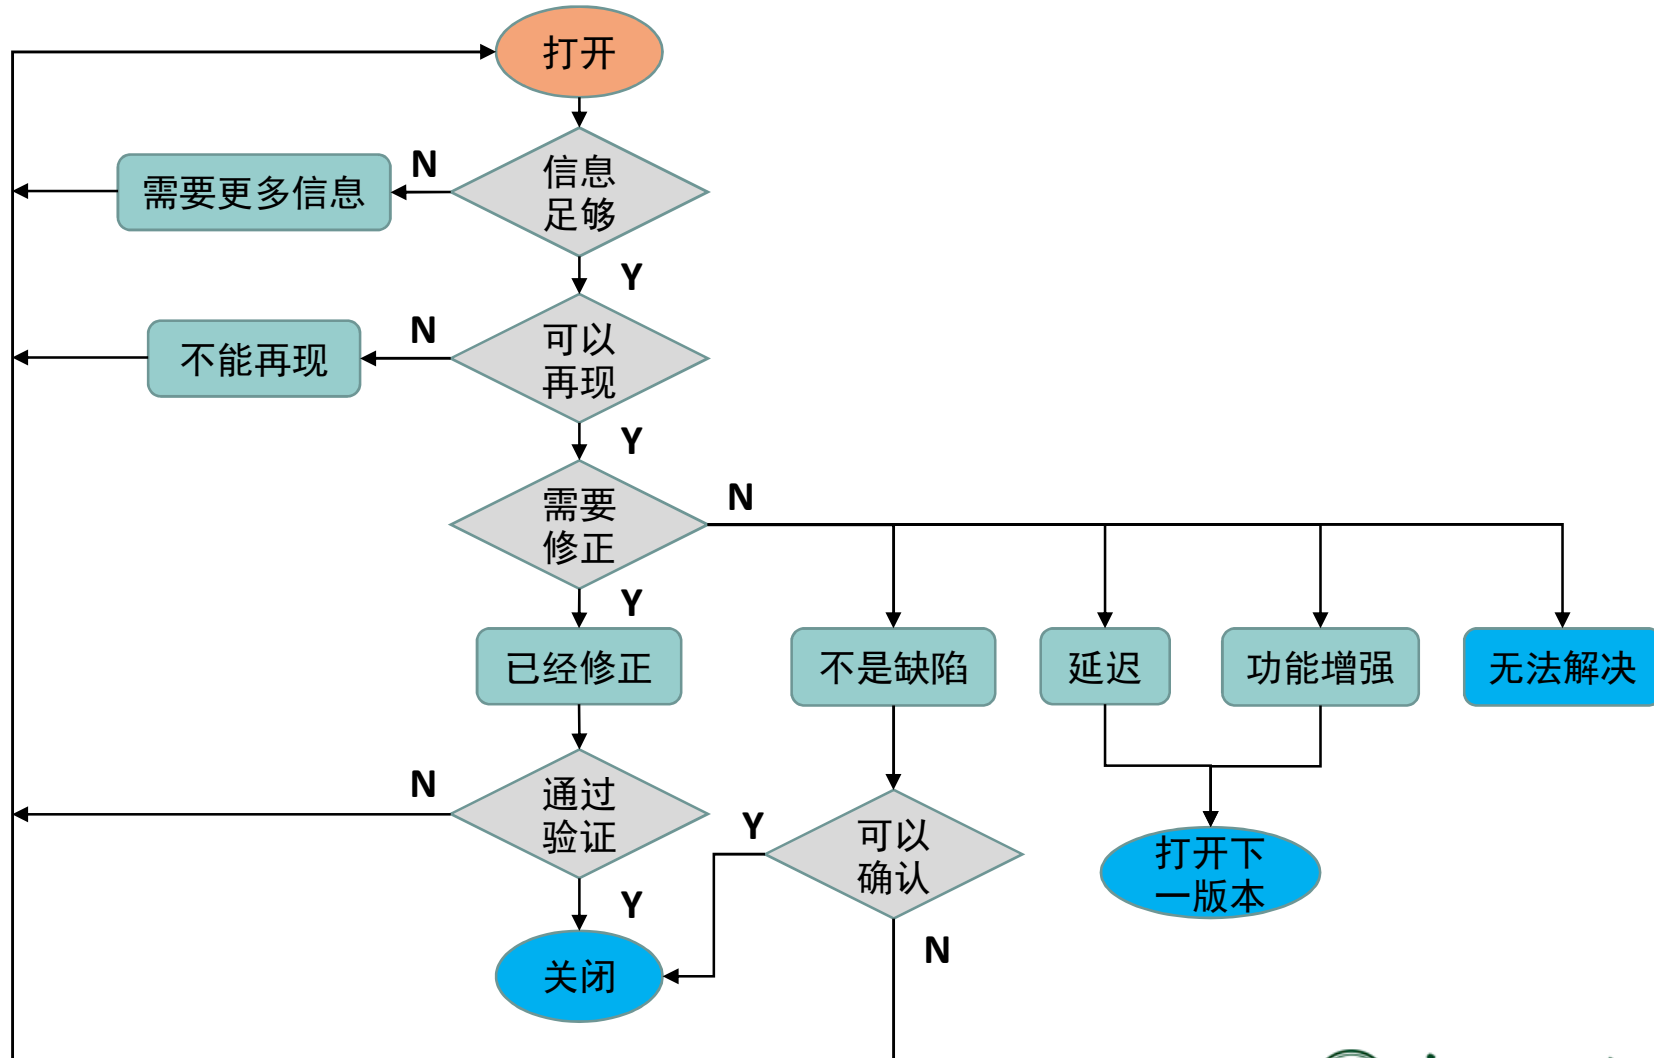 打开
N
信息
足够
需要更多信息
Y
N
可以
再现
不能再现
Y
需要
修正
N
Y
已经修正
不是缺陷
延迟
功能增强
无法解决
N
通过
验证
Y
可以
确认
打开下
一版本
Y
N
关闭